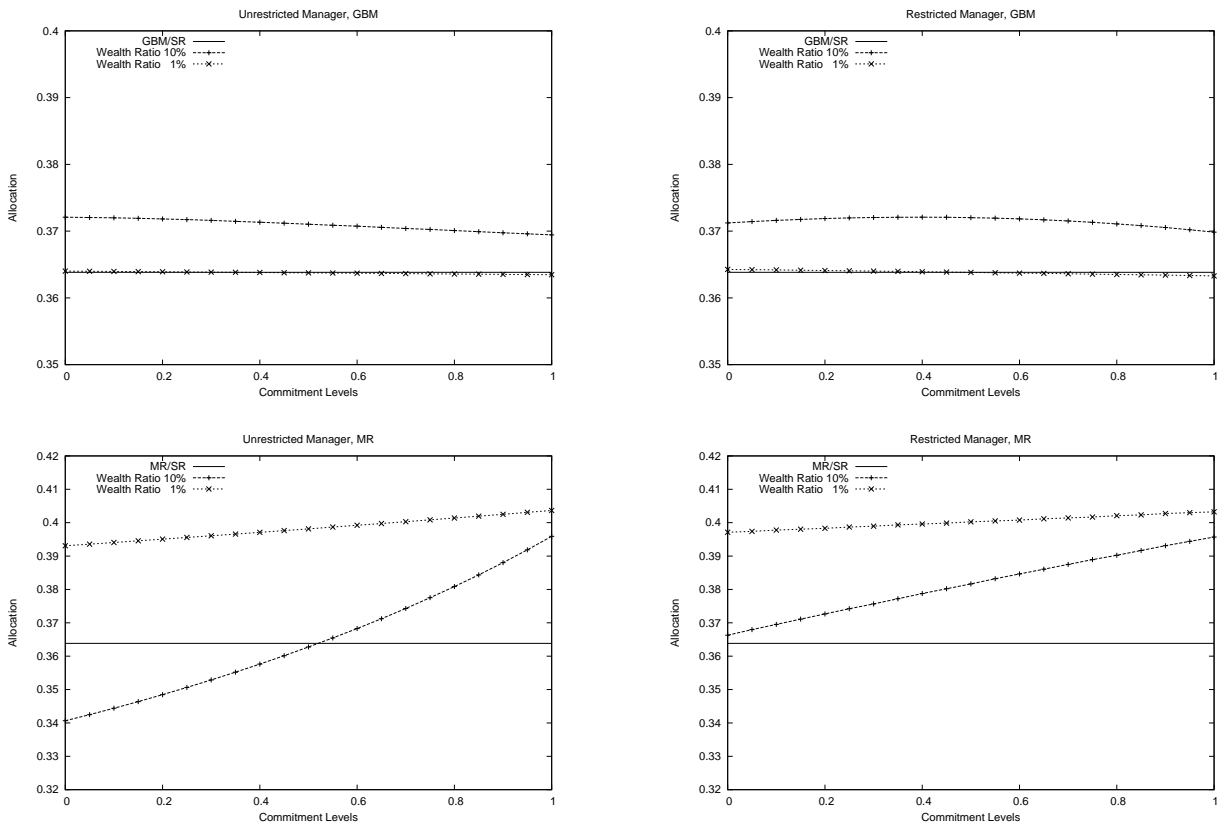 Unrestricted Manager, GBM
0.4
0.39
0.38
0.37
0.36
0.35
Allocation
GBM/SR
Wealth Ratio 10%
Wealth Ratio 1%
0 0.2 0.4 0.6 0.8 1
Commitment Levels
Restricted Manager, GBM
0.4
0.39
0.38
0.37
0.36
0.35
Allocation
GBM/SR
Wealth Ratio 10%
Wealth Ratio 1%
0 0.2 0.4 0.6 0.8 1
Commitment Levels
Unrestricted Manager, MR
0.42
0.41
0.4
0.39
0.38
0.37
0.36
0.35
0.34
0.33
0.32
Allocation
MR/SR
Wealth Ratio 10%
Wealth Ratio 1%
0 0.2 0.4 0.6 0.8 1
Commitment Levels
Restricted Manager, MR
0.42
0.41
0.4
0.39
0.38
0.37
0.36
0.35
0.34
0.33
0.32
Allocation
MR/SR
Wealth Ratio 10%
Wealth Ratio 1%
0 0.2 0.4 0.6 0.8 1
Commitment Levels